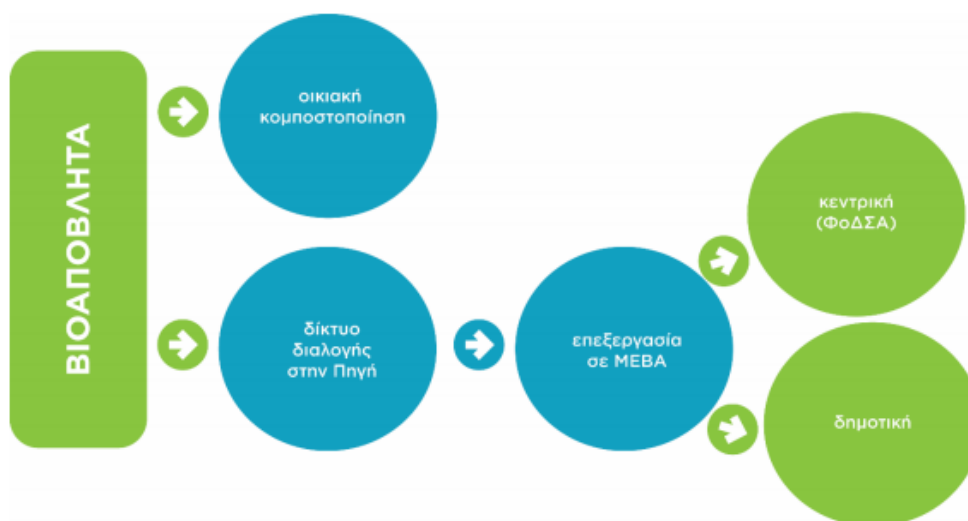 ΒΙΟΑΠΟΒΛΗΤΑ
οικιακή
κομποστοποίηση
δίκτυο
διαλογής
στην Πηγή
επεξεργασία
σε ΜΕΒΑ
κεντρική
(ΦοΔΣΑ)
δημοτική